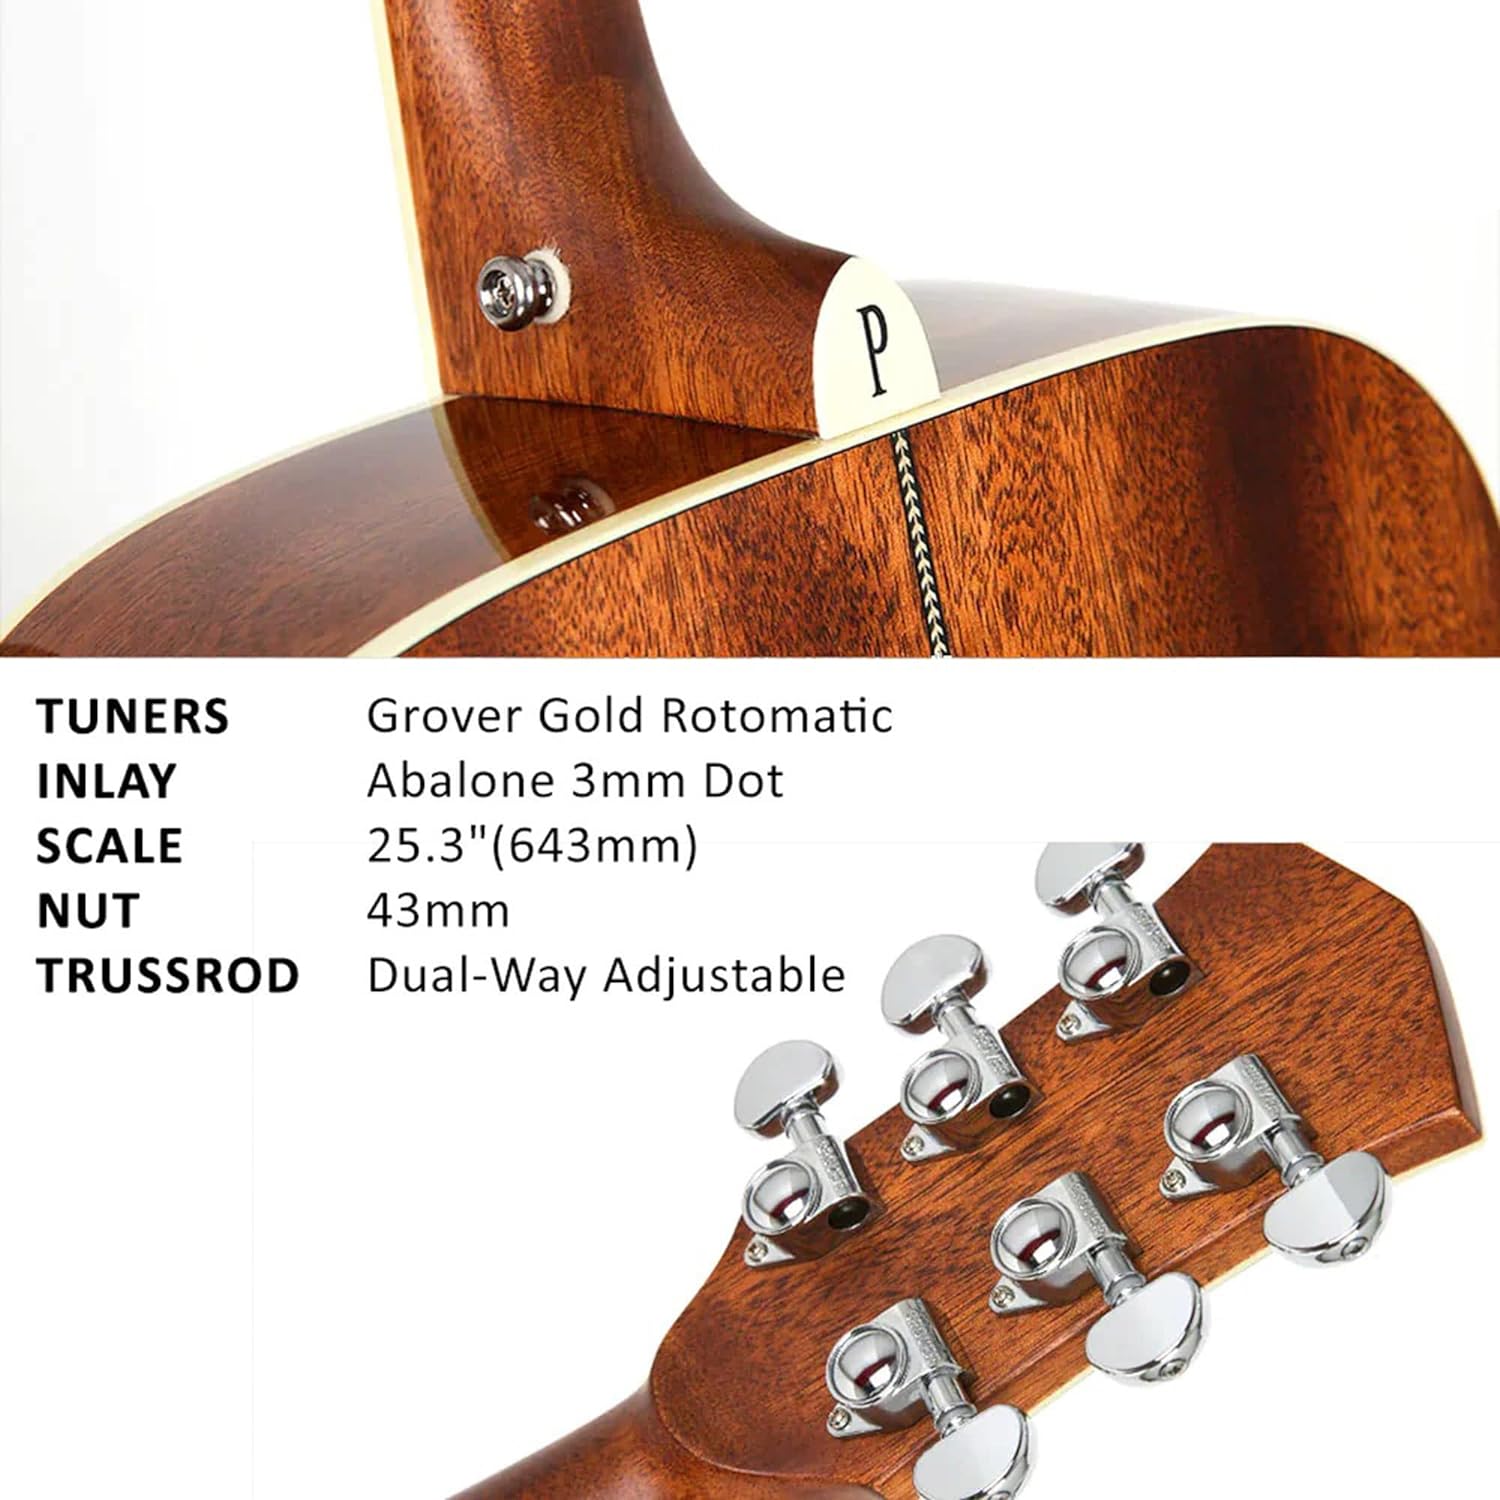 P
TUNERS Grover Gold Rotomatic
INLAY Abalone 3mm Dot
SCALE 25.3"(643mm)
NUT 43mm
TRUSSROD Dual-Way Adjustable